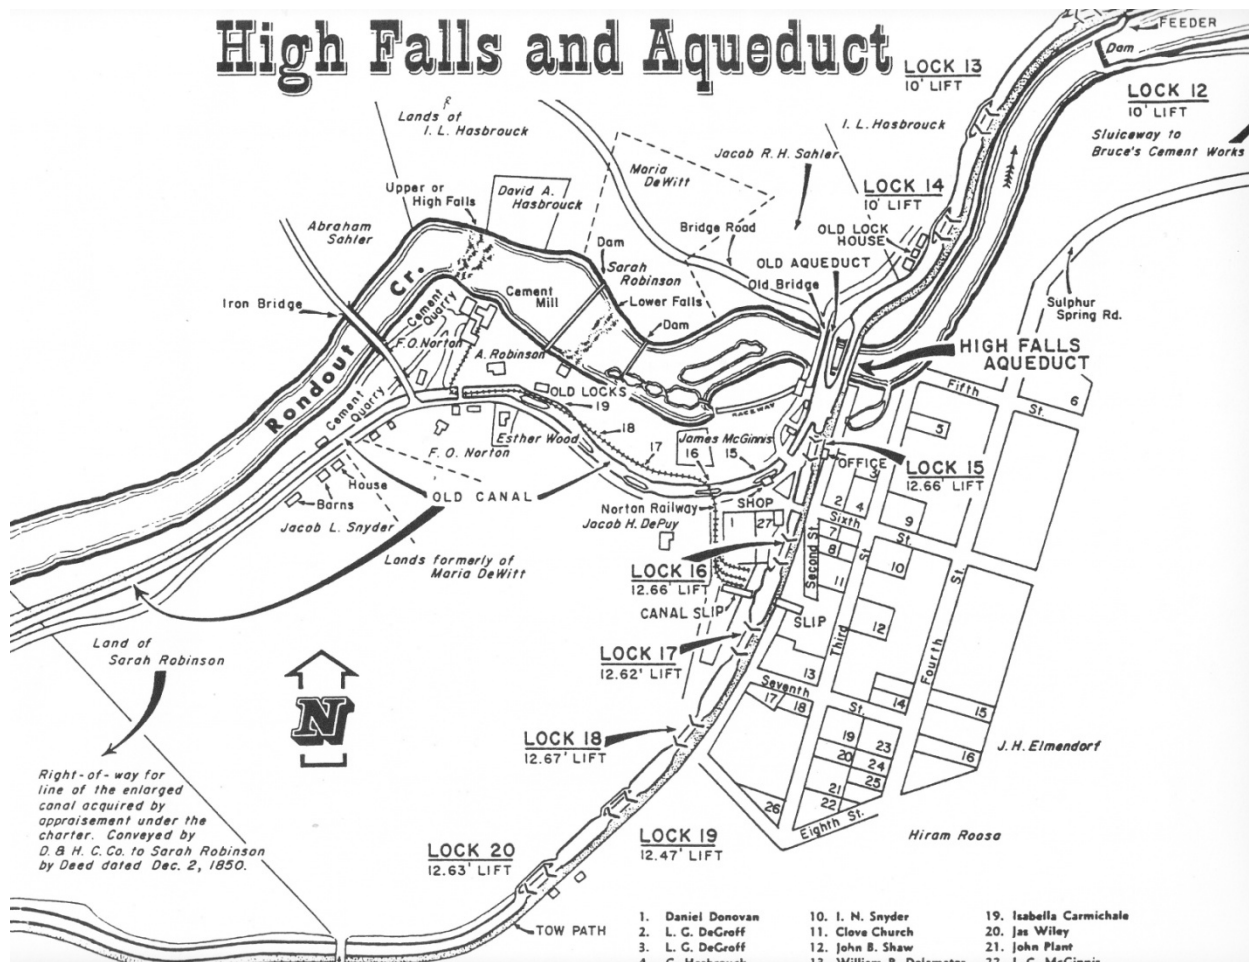 High Falls and Aqueduct
LOCK 13
10' LIFT
FEEDER
Dam
LOCK 12
10' LIFT
Sluiceway to
Bruce's Cement Works
Lands of
I. L. Hasbrouck
I. L. Hasbrouck
Jacob R. H. Sahler
Maria
DeWitt
LOCK 14
10' LIFT
Upper or
High Falls
David A.
Hasbrouck
Abraham
Sahler
Bridge Road
OLD LOCK
HOUSE
Dam
Sarah
Robinson
OLD AQUEDUCT
Old Bridge
Iron Bridge
Rondout Cr.
Cement
Quarry
Cement
Mill
Lower Falls
Dam
Sulphur
Spring Rd.
F. O. Norton
A. Robinson
HIGH FALLS
AQUEDUCT
OLD LOCKS
19
18
17
16
15
RACEWAY
Fifth St.
6
5
Cement
Quarry
Esther Wood
James McGinnis
F. O. Norton
OFFICE
LOCK 15
12.66' LIFT
House
Barns
OLD CANAL
Jacob L. Snyder
Norton Railway
SHOP
Jacob H. DePuy
1
27
2
3
4
9
Sixth St.
7
8
10
11
12
Lands formerly of
Maria DeWitt
LOCK 16
12.66' LIFT
CANAL SLIP
SLIP
Second St.
Third St.
Fourth St.
Land of
Sarah Robinson
LOCK 17
12.62' LIFT
13
Seventh St.
17
18
14
15
16
N
LOCK 18
12.67' LIFT
19
20
21
22
23
24
25
26
Eighth St.
J. H. Elmendorf
Hiram Roosa
Right-of-way for
line of the enlarged
canal acquired by
appraisement under the
charter. Conveyed by
D. & H. C. Co. to Sarah Robinson
by Deed dated Dec. 2, 1850.
LOCK 19
12.47' LIFT
LOCK 20
12.63' LIFT
TOW PATH
1. Daniel Donovan
2. L. G. DeGroff
3. L. G. DeGroff
10. I. N. Snyder
11. Clove Church
12. John B. Shaw
19. Isabella Carmichale
20. Jas Wiley
21. John Plant